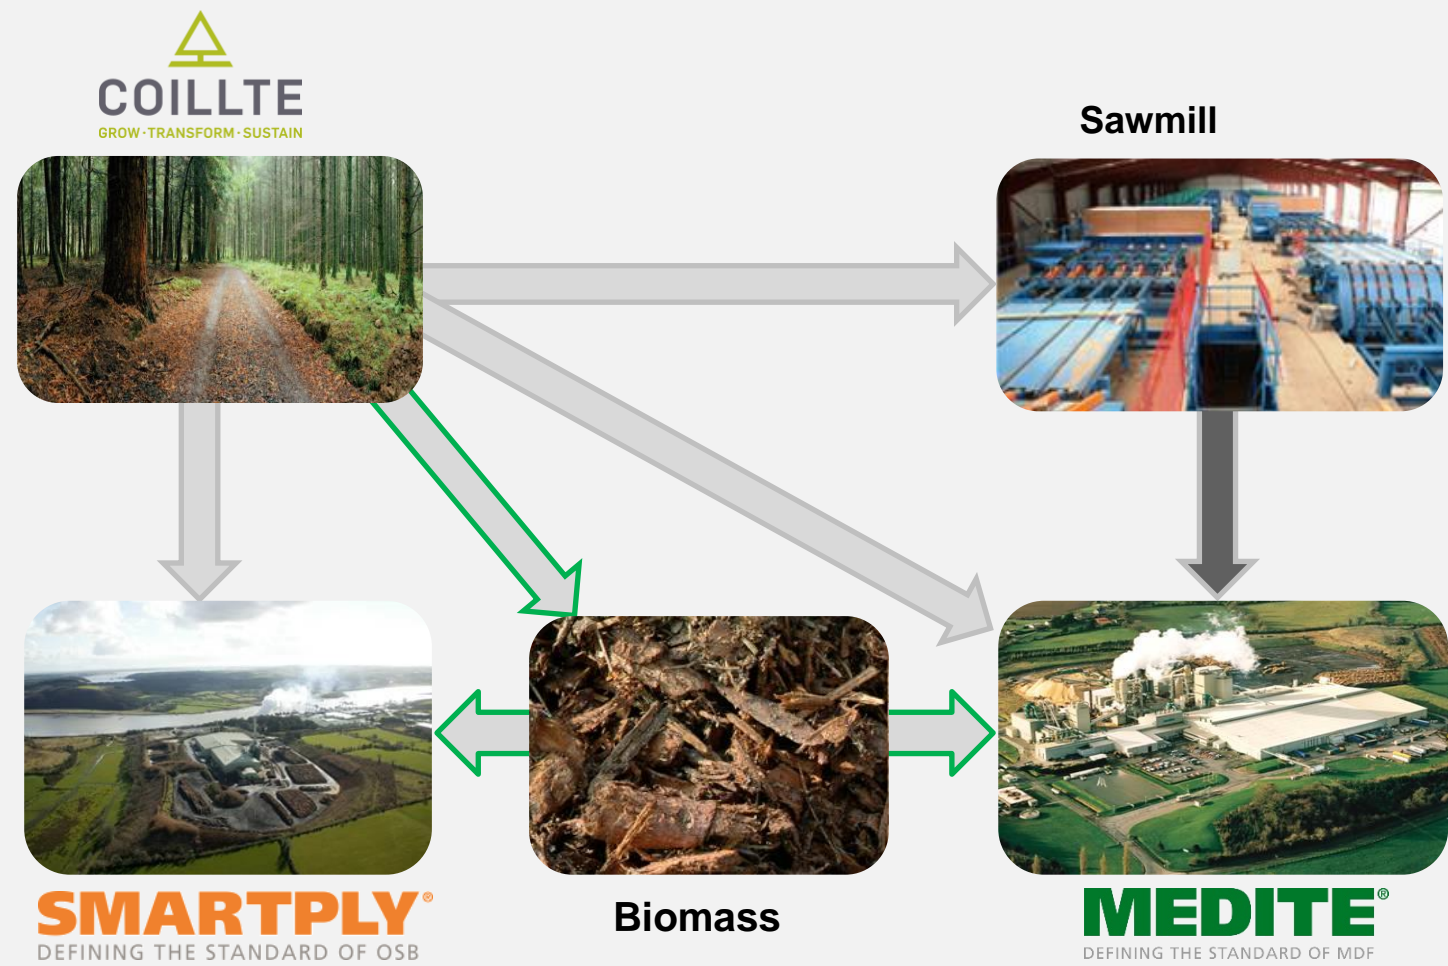 COILLTE
GROW·TRANSFORM·SUSTAIN
Sawmill
SMARTPLY®
DEFINING THE STANDARD OF OSB
Biomass
MEDITE®
DEFINING THE STANDARD OF MDF